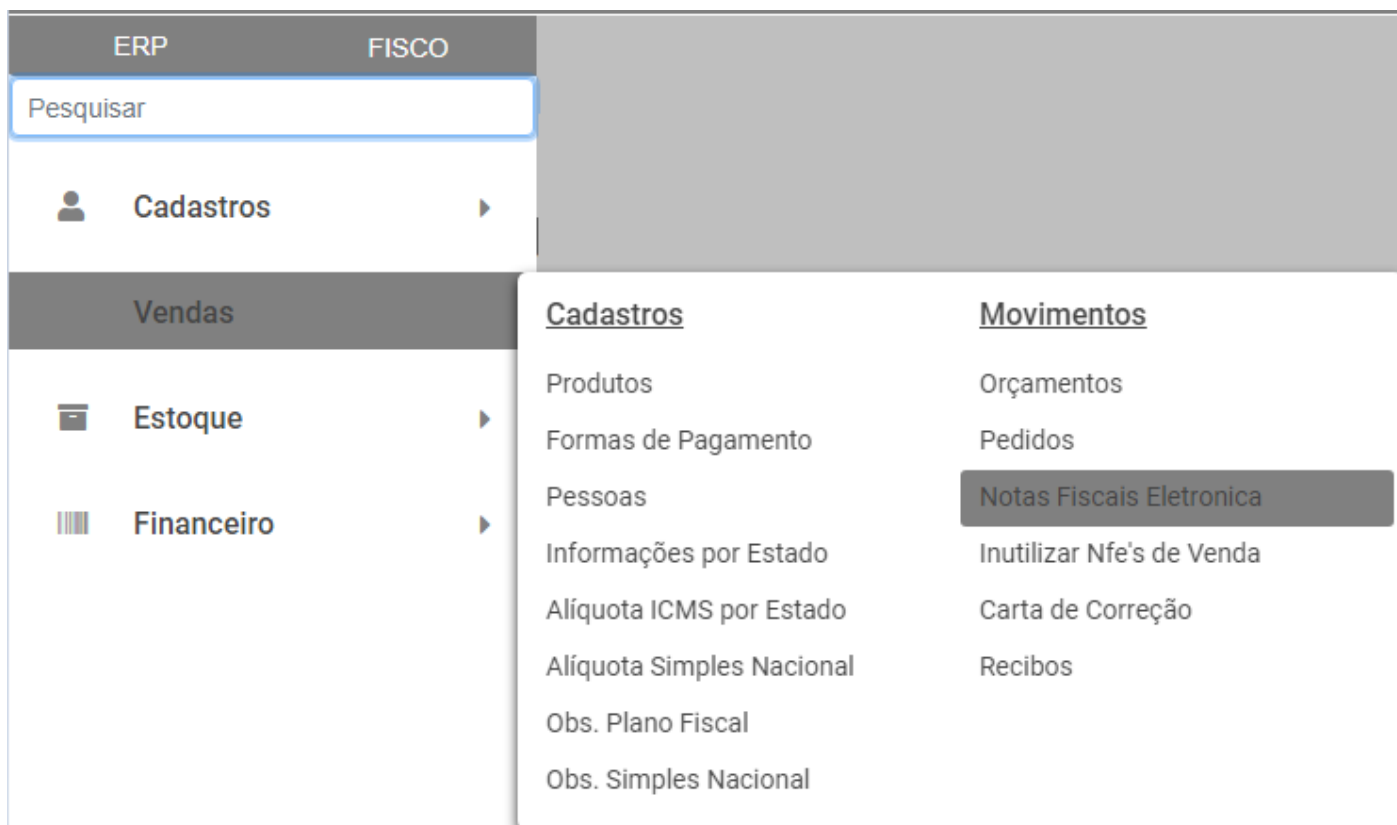 ERP FISCO
Pesquisar
Cadastros
Vendas
Estoque
Financeiro
Cadastros
Produtos
Formas de Pagamento
Pessoas
Informações por Estado
Alíquota ICMS por Estado
Alíquota Simples Nacional
Obs. Plano Fiscal
Obs. Simples Nacional
Movimentos
Orçamentos
Pedidos
Notas Fiscais Eletronica
Inutilizar Nfe's de Venda
Carta de Correção
Recibos